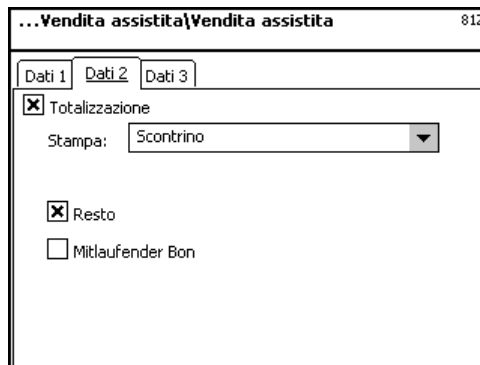 ...Vendita assistita\Vendita assistita 812
Dati 1 Dati 2 Dati 3
Totalizzazione
Stampa: Scontrino
Resto
Mitlaufender Bon